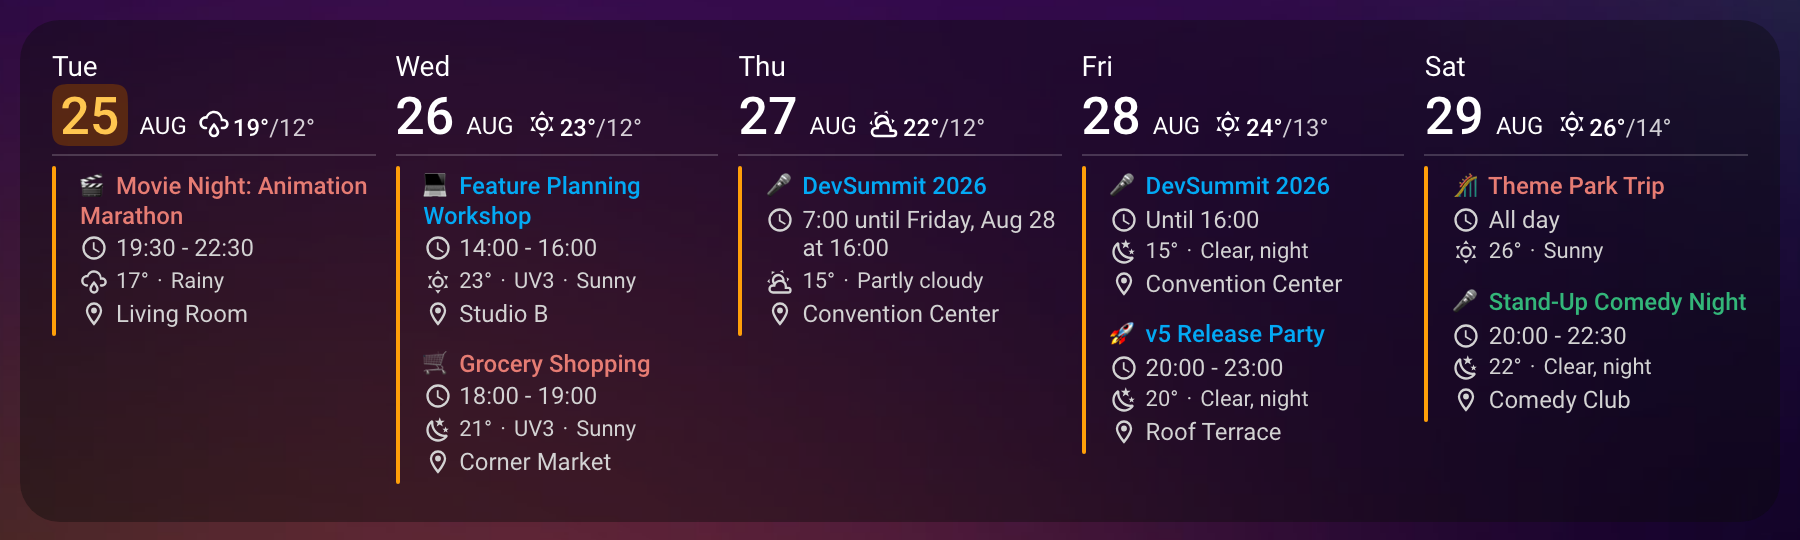 Tue
25 AUG 19°/12°
Movie Night: Animation
Marathon
19:30 - 22:30
17° · Rainy
Living Room
Wed
26 AUG 23°/12°
Feature Planning
Workshop
14:00 - 16:00
23° · UV3 · Sunny
Studio B
Grocery Shopping
18:00 - 19:00
21° · UV3 · Sunny
Corner Market
Thu
27 AUG 22°/12°
DevSummit 2026
7:00 until Friday, Aug 28
at 16:00
15° · Partly cloudy
Convention Center
Fri
28 AUG 24°/13°
DevSummit 2026
Until 16:00
15° · Clear, night
Convention Center
v5 Release Party
20:00 - 23:00
20° · Clear, night
Roof Terrace
Sat
29 AUG 26°/14°
Theme Park Trip
All day
26° · Sunny
Stand-Up Comedy Night
20:00 - 22:30
22° · Clear, night
Comedy Club